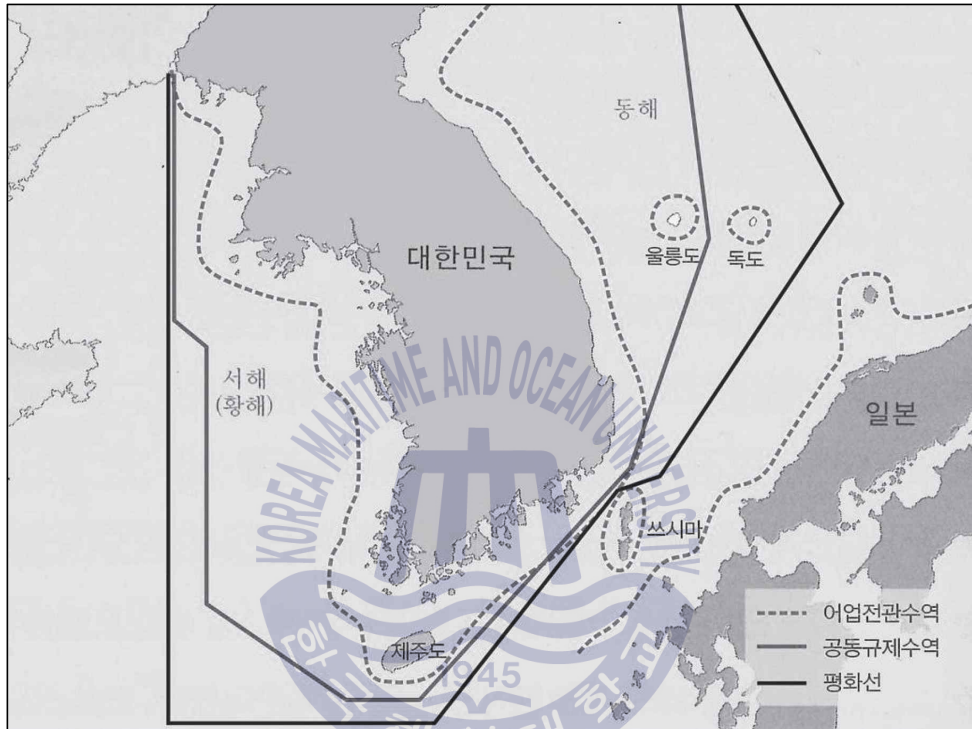 동해
울릉도
독도
대한민국
서해
(황해)
일본
쓰시마
제주도
어업전관수역
공동규제수역
평화선
KOREA MARITIME AND OCEAN UNIVERSITY
1945